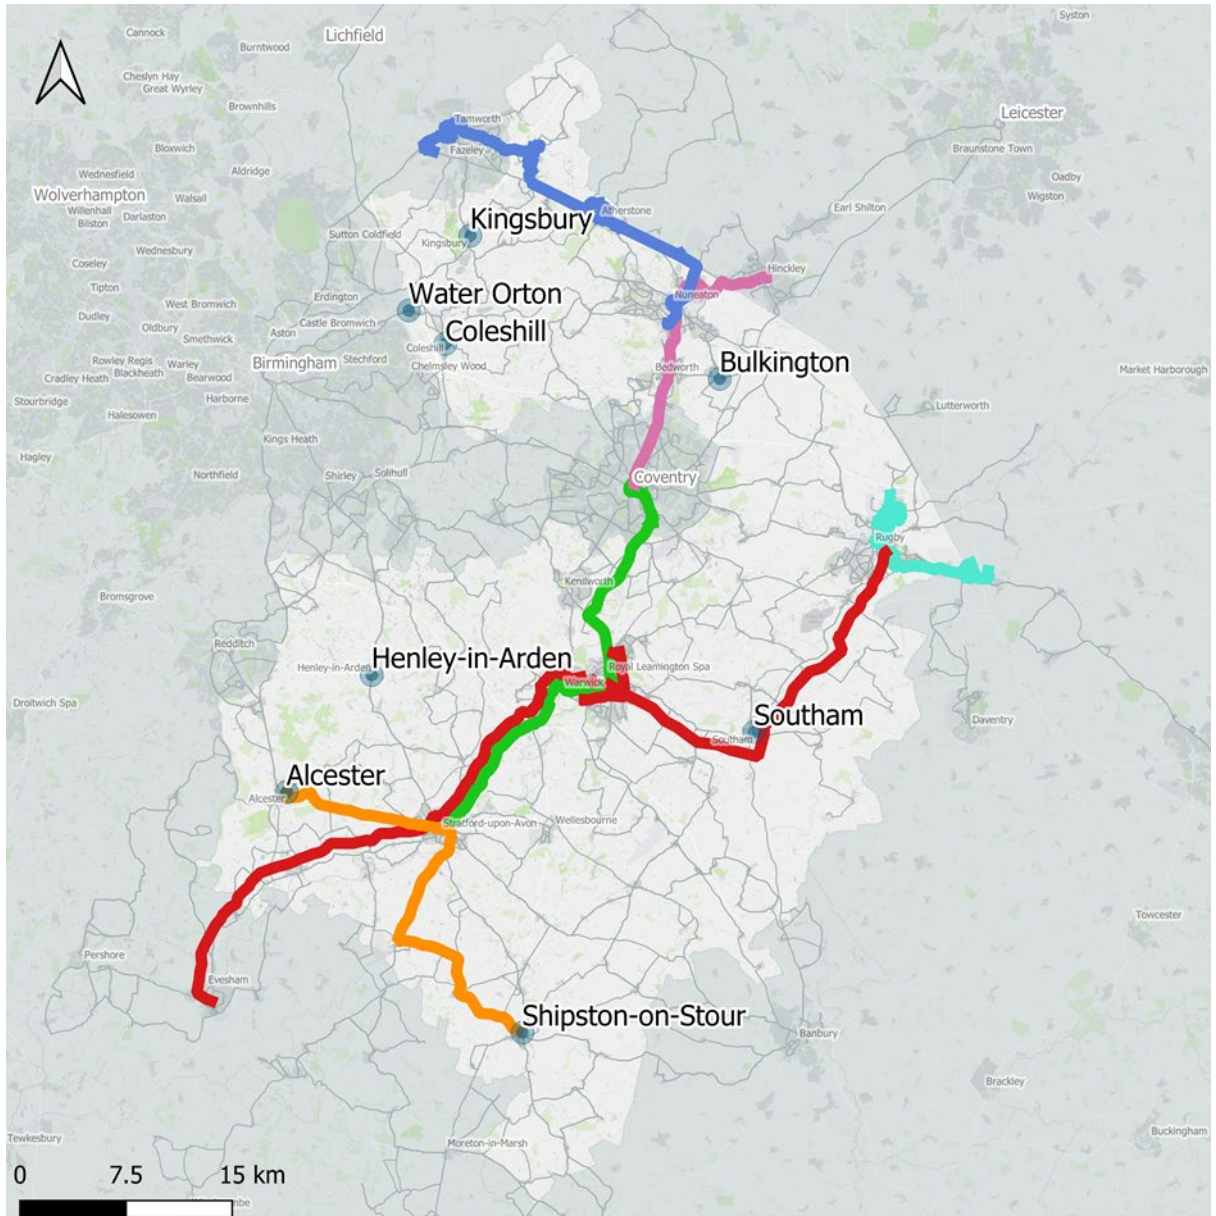 Syston
Cannock
Lichfield
Burntwood
Cheslyn Hay
Great Wyrley
Brownhills
Leicester
Tamworth
Bloxwich
Fazeley
Braunstone Town
Wednesfield
Aldridge
Oadby
Wolverhampton
Walsall
Wigston
Willenhall
Darlaston
Bilston
Atherstone
Earl Shilton
Kingsbury
Sutton Coldfield
Kingsbury
Wednesbury
Coseley
Hinckley
Tipton
Water Orton
Erdington
Nuneaton
West Bromwich
Dudley
Castle Bromwich
Oldbury
Aston
Coleshill
Smethwick
Coleshill
Rowley Regis
Warley
Birmingham
Stechford
Chelmsley Wood
Bedworth
Bulkington
Market Harborough
Blackheath
Cradley Heath
Bearwood
Stourbridge
Harborne
Lutterworth
Halesowen
Kings Heath
Hagley
Northfield
Shirley
Solihull
Coventry
Rugby
Kenilworth
Bromsgrove
Redditch
Henley-in-Arden
Henley-in-Arden
Royal Leamington Spa
Warwick
Droitwich Spa
Southam
Southam
Daventry
Alcester
Alcester
Stratford-upon-Avon
Wellesbourne
Towcester
Pershore
Evesham
Shipston-on-Stour
Banbury
Brackley
Tewkesbury
Moreton-in-Marsh
Buckingham
0 7.5 15 km